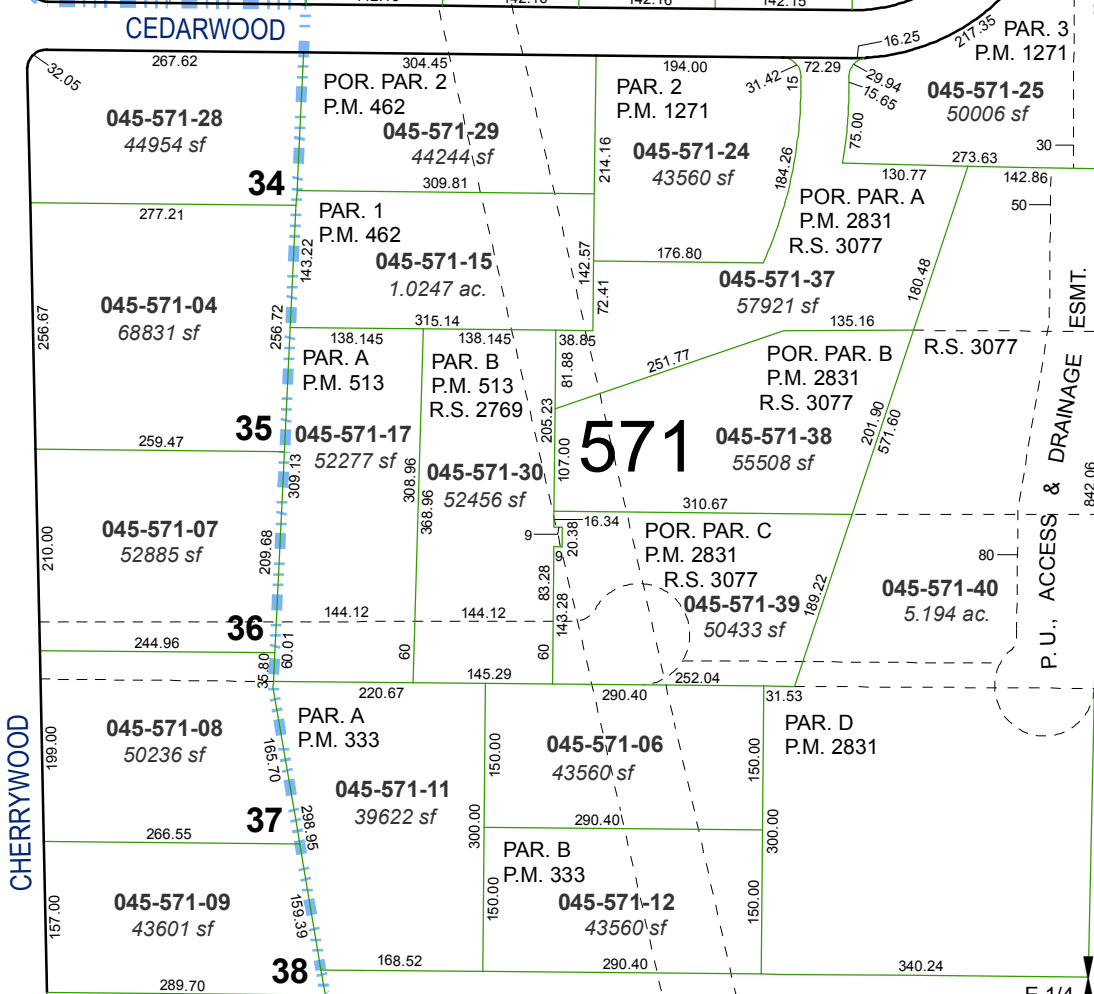 142.16
142.16
142.15
CEDARWOOD
267.62
32.05
304.45
194.00
72.29
16.25
217.35
PAR. 3
P.M. 1271
POR. PAR. 2
P.M. 462
PAR. 2
P.M. 1271
31.42
15
29.94
15.65
045-571-25
50006 sf
045-571-28
44954 sf
045-571-29
44244 sf
045-571-24
43560 sf
214.16
184.26
75.00
30
273.63
34
309.81
130.77
142.86
277.21
PAR. 1
P.M. 462
POR. PAR. A
P.M. 2831
R.S. 3077
50
143.22
045-571-15
1.0247 ac.
142.57
176.80
045-571-37
57921 sf
180.48
045-571-04
68831 sf
256.67
256.72
72.41
315.14
135.16
138.145
138.145
38.85
PAR. A
P.M. 513
PAR. B
P.M. 513
R.S. 2769
81.88
251.77
POR. PAR. B
P.M. 2831
R.S. 3077
R.S. 3077
P.U., ACCESS & DRAINAGE ESMT.
35
045-571-17
52277 sf
205.23
571
045-571-38
55508 sf
201.90
571.60
259.47
309.13
308.96
368.96
045-571-30
52456 sf
107.00
842.06
310.67
045-571-07
52885 sf
210.00
209.68
16.34
9
20.38
9
POR. PAR. C
P.M. 2831
R.S. 3077
80
83.28
045-571-39
50433 sf
189.22
045-571-40
5.194 ac.
144.12
144.12
143.28
36
244.96
60.01
35.80
60
60
145.29
252.04
220.67
290.40
31.53
CHERRYWOOD
199.00
045-571-08
50236 sf
165.70
PAR. A
P.M. 333
PAR. D
P.M. 2831
150.00
045-571-06
43560 sf
150.00
045-571-11
39622 sf
37
266.55
298.95
300.00
290.40
300.00
PAR. B
P.M. 333
157.00
045-571-09
43601 sf
159.39
150.00
045-571-12
43560 sf
150.00
38
168.52
290.40
340.24
289.70
E 1/4